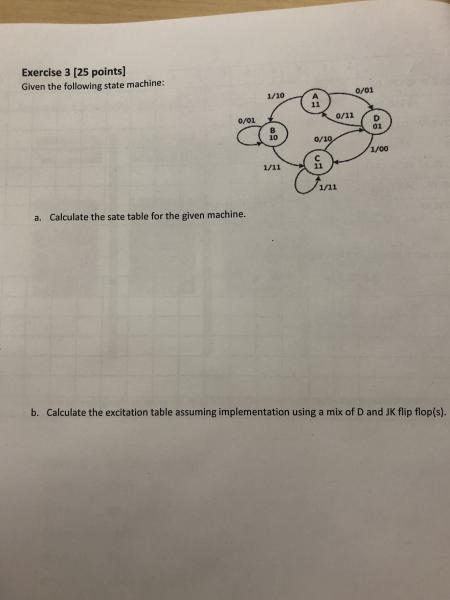 Exercise 3 [25 points]
Given the following state machine:
1/10
A
11
0/01
0/01
B
10
0/11
D
01
0/10
1/00
1/11
C
11
1/11
a. Calculate the sate table for the given machine.
b. Calculate the excitation table assuming implementation using a mix of D and JK flip flop(s).